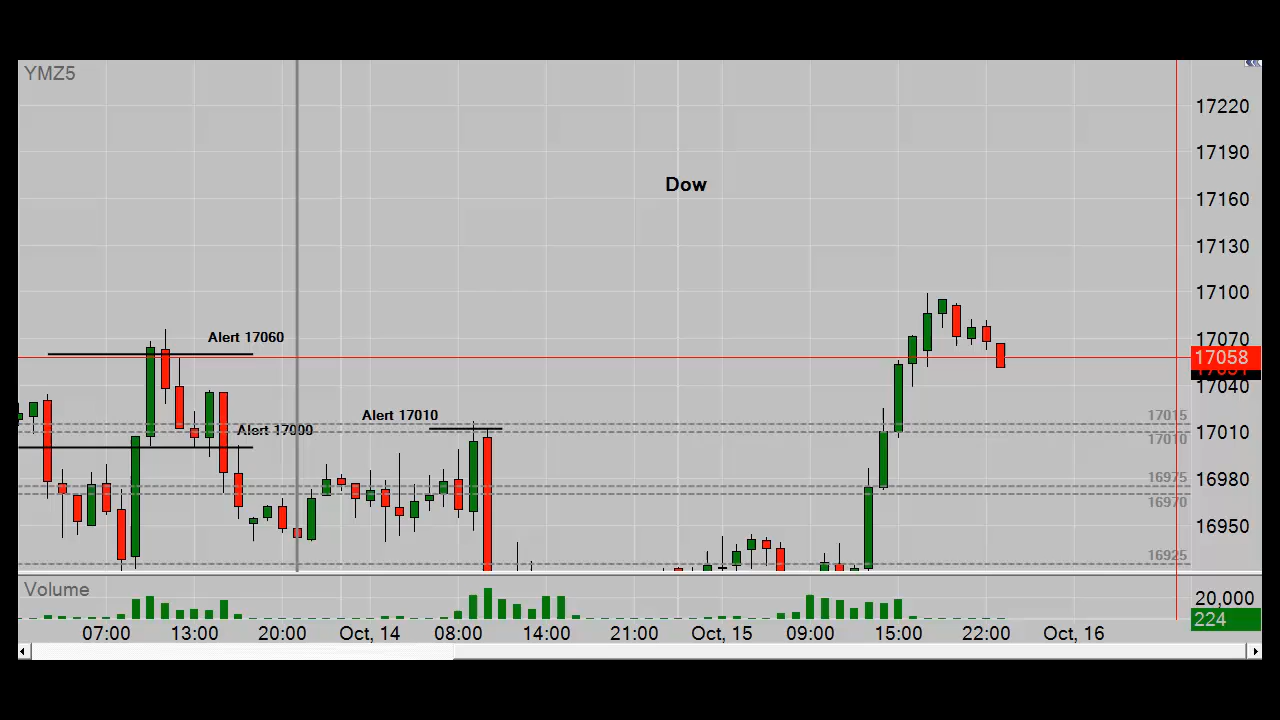 YMZ5
Dow
17220
17190
17160
17130
17100
17070
17058
17040
17010
16980
16950
Alert 17060
Alert 17010
Alert 17000
17015
17010
16975
16970
16925
Volume
20,000
224
07:00 13:00 20:00 Oct, 14 08:00 14:00 21:00 Oct, 15 09:00 15:00 22:00 Oct, 16